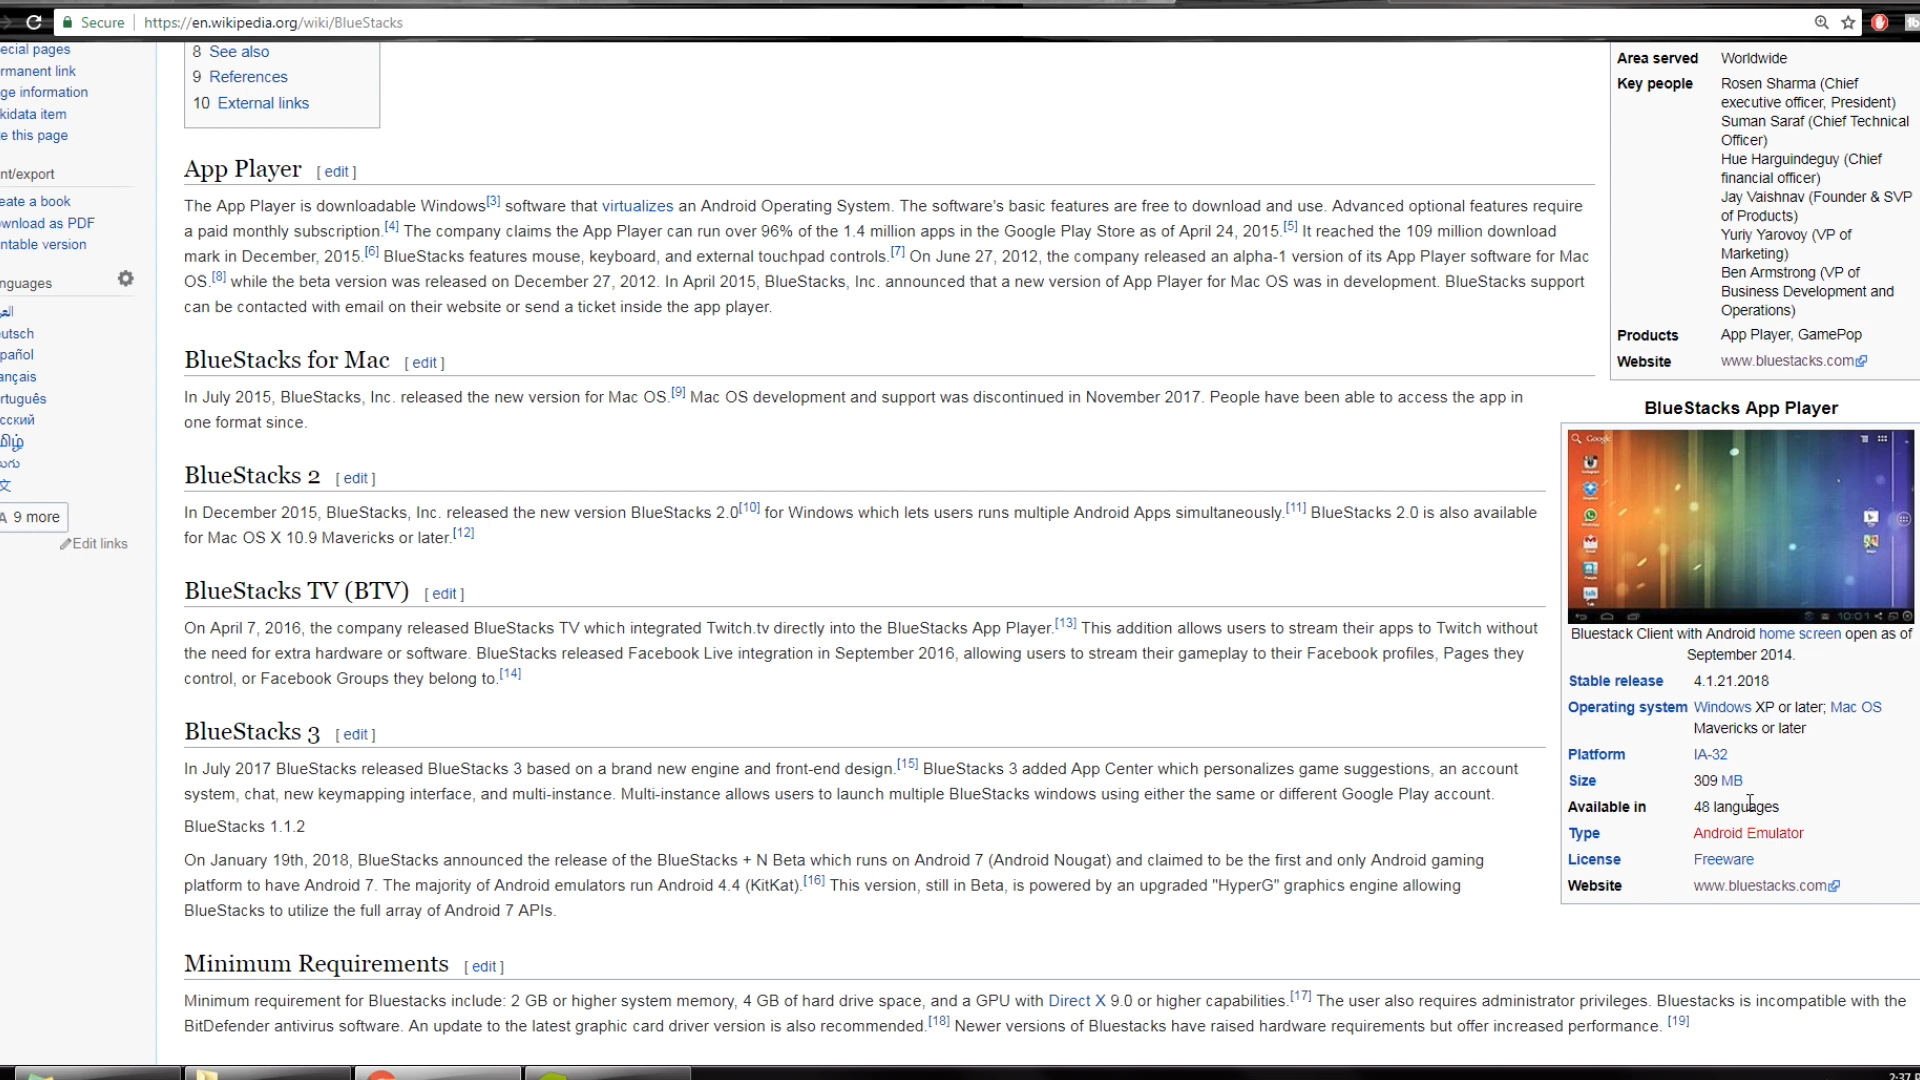 Secure
https://en.wikipedia.org/wiki/BlueStacks
ecial pages
rmanent link
ge information
kidata item
e this page
nt/export
eate a book
ownload as PDF
ntable version
nguages
utsch
pañol
ançais
rtuguês
сский
文
9 more
Edit links
8 See also
9 References
10 External links
App Player [ edit ]
The App Player is downloadable Windows[3] software that virtualizes an Android Operating System. The software's basic features are free to download and use. Advanced optional features require
a paid monthly subscription.[4] The company claims the App Player can run over 96% of the 1.4 million apps in the Google Play Store as of April 24, 2015.[5] It reached the 109 million download
mark in December, 2015.[6] BlueStacks features mouse, keyboard, and external touchpad controls.[7] On June 27, 2012, the company released an alpha-1 version of its App Player software for Mac
OS.[8] while the beta version was released on December 27, 2012. In April 2015, BlueStacks, Inc. announced that a new version of App Player for Mac OS was in development. BlueStacks support
can be contacted with email on their website or send a ticket inside the app player.
BlueStacks for Mac [ edit ]
In July 2015, BlueStacks, Inc. released the new version for Mac OS.[9] Mac OS development and support was discontinued in November 2017. People have been able to access the app in
one format since.
BlueStacks 2 [ edit ]
In December 2015, BlueStacks, Inc. released the new version BlueStacks 2.0[10] for Windows which lets users runs multiple Android Apps simultaneously.[11] BlueStacks 2.0 is also available
for Mac OS X 10.9 Mavericks or later.[12]
BlueStacks TV (BTV) [ edit ]
On April 7, 2016, the company released BlueStacks TV which integrated Twitch.tv directly into the BlueStacks App Player.[13] This addition allows users to stream their apps to Twitch without
the need for extra hardware or software. BlueStacks released Facebook Live integration in September 2016, allowing users to stream their gameplay to their Facebook profiles, Pages they
control, or Facebook Groups they belong to.[14]
BlueStacks 3 [ edit ]
In July 2017 BlueStacks released BlueStacks 3 based on a brand new engine and front-end design.[15] BlueStacks 3 added App Center which personalizes game suggestions, an account
system, chat, new keymapping interface, and multi-instance. Multi-instance allows users to launch multiple BlueStacks windows using either the same or different Google Play account.
BlueStacks 1.1.2
On January 19th, 2018, BlueStacks announced the release of the BlueStacks + N Beta which runs on Android 7 (Android Nougat) and claimed to be the first and only Android gaming
platform to have Android 7. The majority of Android emulators run Android 4.4 (KitKat).[16] This version, still in Beta, is powered by an upgraded "HyperG" graphics engine allowing
BlueStacks to utilize the full array of Android 7 APIs.
Minimum Requirements [ edit ]
Minimum requirement for Bluestacks include: 2 GB or higher system memory, 4 GB of hard drive space, and a GPU with Direct X 9.0 or higher capabilities.[17] The user also requires administrator privileges. Bluestacks is incompatible with the
BitDefender antivirus software. An update to the latest graphic card driver version is also recommended.[18] Newer versions of Bluestacks have raised hardware requirements but offer increased performance. [19]
Area served Worldwide
Key people Rosen Sharma (Chief
executive officer, President)
Suman Saraf (Chief Technical
Officer)
Hue Harguindeguy (Chief
financial officer)
Jay Vaishnav (Founder & SVP
of Products)
Yuriy Yarovoy (VP of
Marketing)
Ben Armstrong (VP of
Business Development and
Operations)
Products App Player, GamePop
Website www.bluestacks.com
BlueStacks App Player
Google
10:01
Bluestack Client with Android home screen open as of
September 2014.
Stable release 4.1.21.2018
Operating system Windows XP or later; Mac OS
Mavericks or later
Platform IA-32
Size 309 MB
Available in 48 languages
Type Android Emulator
License Freeware
Website www.bluestacks.com
2:37